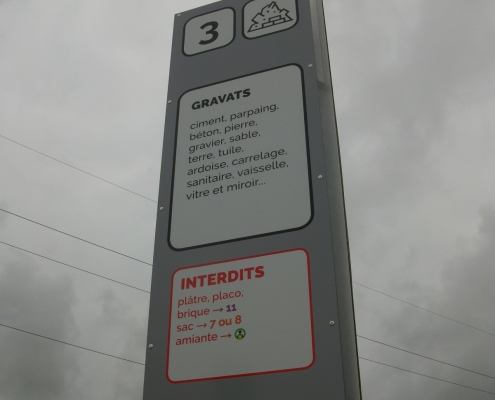 3
GRAVATS
ciment, parpaing,
béton, pierre,
gravier, sable,
terre, tuile,
ardoise, carrelage,
sanitaire, vaisselle,
vitre et miroir...
INTERDITS
plâtre, placo,
brique → 11
sac → 7 ou 8
amiante →